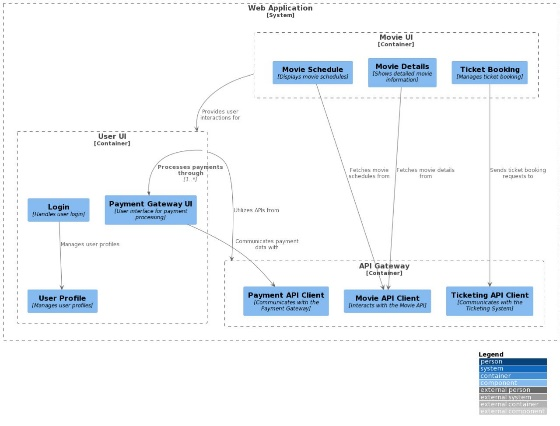 Web Application
[System]
Movie UI
[Container]
Movie Schedule
[Displays movie schedules]
Movie Details
[Shows detailed movie
information]
Ticket Booking
[Manages ticket booking]
Provides user
interactions for
User UI
[Container]
Processes payments
through
Fetches movie
schedules from
Fetches movie details
from
Sends ticket booking
requests to
Login
[Handles user login]
Payment Gateway UI
[User interface for payment
processing]
Utilizes APIs from
Manages user profiles
Communicates payment
data with
API Gateway
[Container]
User Profile
[Manages user profiles]
Payment API Client
[Communicates with the
Payment Gateway]
Movie API Client
[Interacts with the Movie API]
Ticketing API Client
[Communicates with the
Ticketing System]
Legend
person
system
container
component
external person
external system
external container
external component